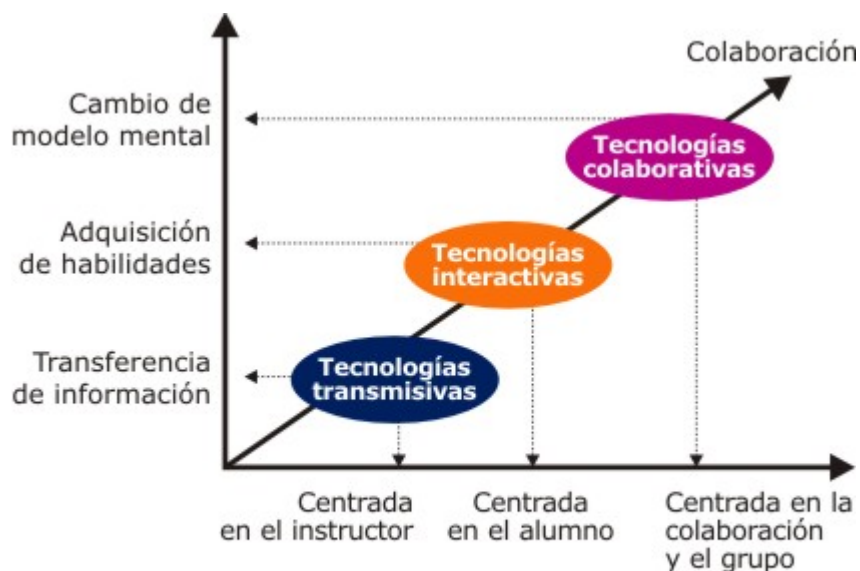 Colaboración
Cambio de
modelo mental
Tecnologías
colaborativas
Adquisición
de habilidades
Tecnologías
interactivas
Transferencia
de información
Tecnologías
transmisivas
Centrada
en el instructor
Centrada
en el alumno
Centrada en la
colaboración
y el grupo